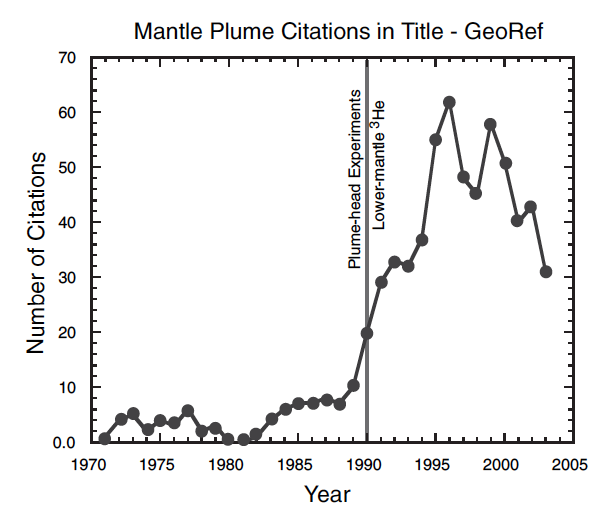 Mantle Plume Citations in Title - GeoRef
70
60
50
40
30
20
10
0.0
Number of Citations
Plume-head Experiments
Lower-mantle ³He
1970 1975 1980 1985 1990 1995 2000 2005
Year